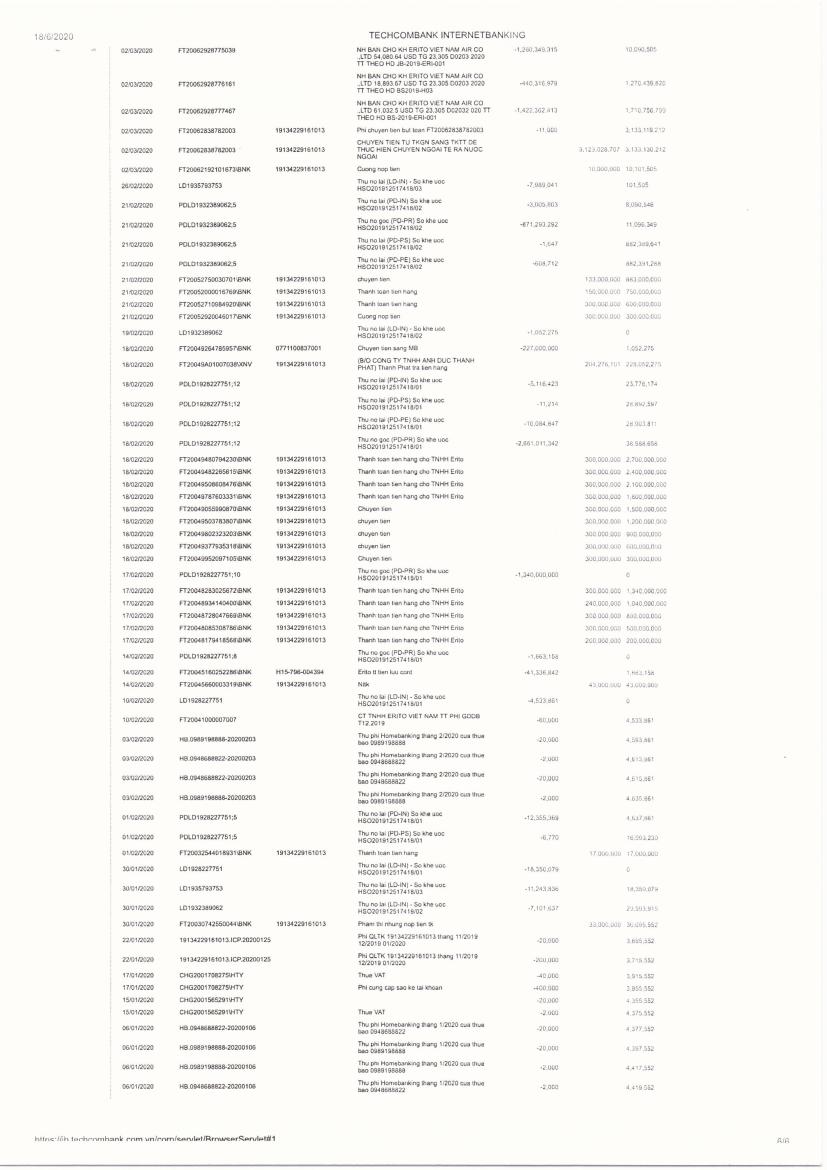 18/6/2020 TECHCOMBANK INTERNETBANKING
02/03/2020 FT20062928775039 NH BAN CHO KH ERITO VIET NAM AIR CO -1,260,349,315 10,090,505
.,LTD 54,080.64 USD TG 23,305 D0203 2020
TT THEO HD JB-2019-ERI-001
02/03/2020 FT20062928776161 NH BAN CHO KH ERITO VIET NAM AIR CO -440,316,979 1,270,439,820
.,LTD 18,893.67 USD TG 23,305 D0203 2020
TT THEO HD BS2019-H03
02/03/2020 FT20062928777467 NH BAN CHO KH ERITO VIET NAM AIR CO -1,422,362,413 1,710,756,799
.,LTD 61,032.5 USD TG 23,305 D02032 020 TT
THEO HD BS-2019-ERI-001
02/03/2020 FT20062838782003 19134229161013 Phi chuyen tien but toan FT20062838782003 -11,000 3,133,119,212
02/03/2020 FT20062838782003 19134229161013 CHUYEN TIEN TU TKGN SANG TKTT DE 3,123,028,707 3,133,130,212
THUC HIEN CHUYEN NGOAI TE RA NUOC
NGOAI
02/03/2020 FT20062192101673\BNK 19134229161013 Cuong nop tien 10,000,000 10,101,505
26/02/2020 LD1935793753 Thu no lai (LD-IN) - So khe uoc -7,989,041 101,505
HSO201912517418/03
21/02/2020 PDLD1932389062;5 Thu no lai (PD-IN) So khe uoc -3,005,803 8,090,546
HSO201912517418/02
21/02/2020 PDLD1932389062;5 Thu no goc (PD-PR) So khe uoc -871,293,292 11,096,349
HSO201912517418/02
21/02/2020 PDLD1932389062;5 Thu no lai (PD-PS) So khe uoc -1,647 882,389,641
HSO201912517418/02
21/02/2020 PDLD1932389062;5 Thu no lai (PD-PE) So khe uoc -608,712 882,391,288
HSO201912517418/02
21/02/2020 FT20052750030701\BNK 19134229161013 chuyen tien 133,000,000 883,000,000
21/02/2020 FT20052000016769\BNK 19134229161013 Thanh toan tien hang 150,000,000 750,000,000
21/02/2020 FT20052710984920\BNK 19134229161013 Thanh toan tien hang 300,000,000 600,000,000
21/02/2020 FT20052920046017\BNK 19134229161013 Cuong nop tien 300,000,000 300,000,000
19/02/2020 LD1932389062 Thu no lai (LD-IN) - So khe uoc -1,052,275 0
HSO201912517418/02
18/02/2020 FT20049264785957\BNK 0771100837001 Chuyen tien sang MB -227,000,000 1,052,275
18/02/2020 FT20049A01007038\XNV 19134229161013 (B/O CONG TY TNHH ANH DUC THANH 204,276,101 228,052,275
PHAT) Thanh Phat tra tien hang
18/02/2020 PDLD1928227751;12 Thu no lai (PD-IN) So khe uoc -5,116,423 23,776,174
HSO201912517418/01
18/02/2020 PDLD1928227751;12 Thu no lai (PD-PS) So khe uoc -11,214 28,892,597
HSO201912517418/01
18/02/2020 PDLD1928227751;12 Thu no lai (PD-PE) So khe uoc -10,084,847 28,903,811
HSO201912517418/01
18/02/2020 PDLD1928227751;12 Thu no goc (PD-PR) So khe uoc -2,661,011,342 38,988,658
HSO201912517418/01
18/02/2020 FT20049480794230\BNK 19134229161013 Thanh toan tien hang cho TNHH Erito 300,000,000 2,700,000,000
18/02/2020 FT20049482265615\BNK 19134229161013 Thanh toan tien hang cho TNHH Erito 300,000,000 2,400,000,000
18/02/2020 FT20049508608476\BNK 19134229161013 Thanh toan tien hang cho TNHH Erito 300,000,000 2,100,000,000
18/02/2020 FT20049787603331\BNK 19134229161013 Thanh toan tien hang cho TNHH Erito 300,000,000 1,800,000,000
18/02/2020 FT20049055990870\BNK 19134229161013 Chuyen tien 300,000,000 1,500,000,000
18/02/2020 FT20049503783807\BNK 19134229161013 chuyen tien 300,000,000 1,200,000,000
18/02/2020 FT20049802323203\BNK 19134229161013 chuyen tien 300,000,000 900,000,000
18/02/2020 FT20049377935318\BNK 19134229161013 chuyen tien 300,000,000 600,000,000
18/02/2020 FT20049952097105\BNK 19134229161013 Chuyen tien 300,000,000 300,000,000
17/02/2020 PDLD1928227751;10 Thu no goc (PD-PR) So khe uoc -1,340,000,000 0
HSO201912517418/01
17/02/2020 FT20048283025672\BNK 19134229161013 Thanh toan tien hang cho TNHH Erito 300,000,000 1,340,000,000
17/02/2020 FT20048934140400\BNK 19134229161013 Thanh toan tien hang cho TNHH Erito 240,000,000 1,040,000,000
17/02/2020 FT20048728047669\BNK 19134229161013 Thanh toan tien hang cho TNHH Erito 300,000,000 800,000,000
17/02/2020 FT20048085308786\BNK 19134229161013 Thanh toan tien hang cho TNHH Erito 300,000,000 500,000,000
17/02/2020 FT20048179418568\BNK 19134229161013 Thanh toan tien hang cho TNHH Erito 200,000,000 200,000,000
14/02/2020 PDLD1928227751;8 Thu no goc (PD-PR) So khe uoc -1,663,158 0
HSO201912517418/01
14/02/2020 FT20045160252286\BNK H15-796-004394 Erito tt tien luu cont -41,336,842 1,663,158
14/02/2020 FT20045660003319\BNK 19134229161013 Nitk 43,000,000 43,000,000
10/02/2020 LD1928227751 Thu no lai (LD-IN) - So khe uoc -4,533,861 0
HSO201912517418/01
10/02/2020 FT20041000007007 CT TNHH ERITO VIET NAM TT PHI GDDB -60,000 4,533,861
T12.2019
03/02/2020 HB.0989198888-20200203 Thu phi Homebanking thang 2/2020 cua thue -20,000 4,593,861
bao 0989198888
03/02/2020 HB.0948688822-20200203 Thu phi Homebanking thang 2/2020 cua thue -2,000 4,613,861
bao 0948688822
03/02/2020 HB.0948688822-20200203 Thu phi Homebanking thang 2/2020 cua thue -20,000 4,615,861
bao 0948688822
03/02/2020 HB.0989198888-20200203 Thu phi Homebanking thang 2/2020 cua thue -2,000 4,635,861
bao 0989198888
01/02/2020 PDLD1928227751;5 Thu no lai (PD-IN) So khe uoc -12,355,369 4,637,861
HSO201912517418/01
01/02/2020 PDLD1928227751;5 Thu no lai (PD-PS) So khe uoc -6,770 16,993,230
HSO201912517418/01
01/02/2020 FT20032544018931\BNK 19134229161013 Thanh toan tien hang 17,000,000 17,000,000
30/01/2020 LD1928227751 Thu no lai (LD-IN) - So khe uoc -18,350,079 0
HSO201912517418/01
30/01/2020 LD1935793753 Thu no lai (LD-IN) - So khe uoc -11,243,836 18,350,079
HSO201912517418/03
30/01/2020 LD1932389062 Thu no lai (LD-IN) - So khe uoc -7,101,637 29,593,915
HSO201912517418/02
30/01/2020 FT20030742550044\BNK 19134229161013 Pham thi nhung nop tien tk 33,000,000 36,695,552
22/01/2020 19134229161013.ICP.20200125 Phi QLTK 19134229161013 thang 11/2019 -20,000 3,695,552
12/2019 01/2020
22/01/2020 19134229161013.ICP.20200125 Phi QLTK 19134229161013 thang 11/2019 -200,000 3,715,552
12/2019 01/2020
17/01/2020 CHG2001708275\HTY Thue VAT -40,000 3,915,552
17/01/2020 CHG2001708275\HTY Phi cung cap sao ke tai khoan -400,000 3,955,552
15/01/2020 CHG2001565291\HTY -20,000 4,355,552
15/01/2020 CHG2001565291\HTY Thue VAT -2,000 4,375,552
06/01/2020 HB.0948688822-20200106 Thu phi Homebanking thang 1/2020 cua thue -20,000 4,377,552
bao 0948688822
06/01/2020 HB.0989198888-20200106 Thu phi Homebanking thang 1/2020 cua thue -20,000 4,397,552
bao 0989198888
06/01/2020 HB.0989198888-20200106 Thu phi Homebanking thang 1/2020 cua thue -2,000 4,417,552
bao 0989198888
06/01/2020 HB.0948688822-20200106 Thu phi Homebanking thang 1/2020 cua thue -2,000 4,419,552
bao 0948688822
https://ib.techcombank.com.vn/corp/servlet/BrowserServlet#1 6/6